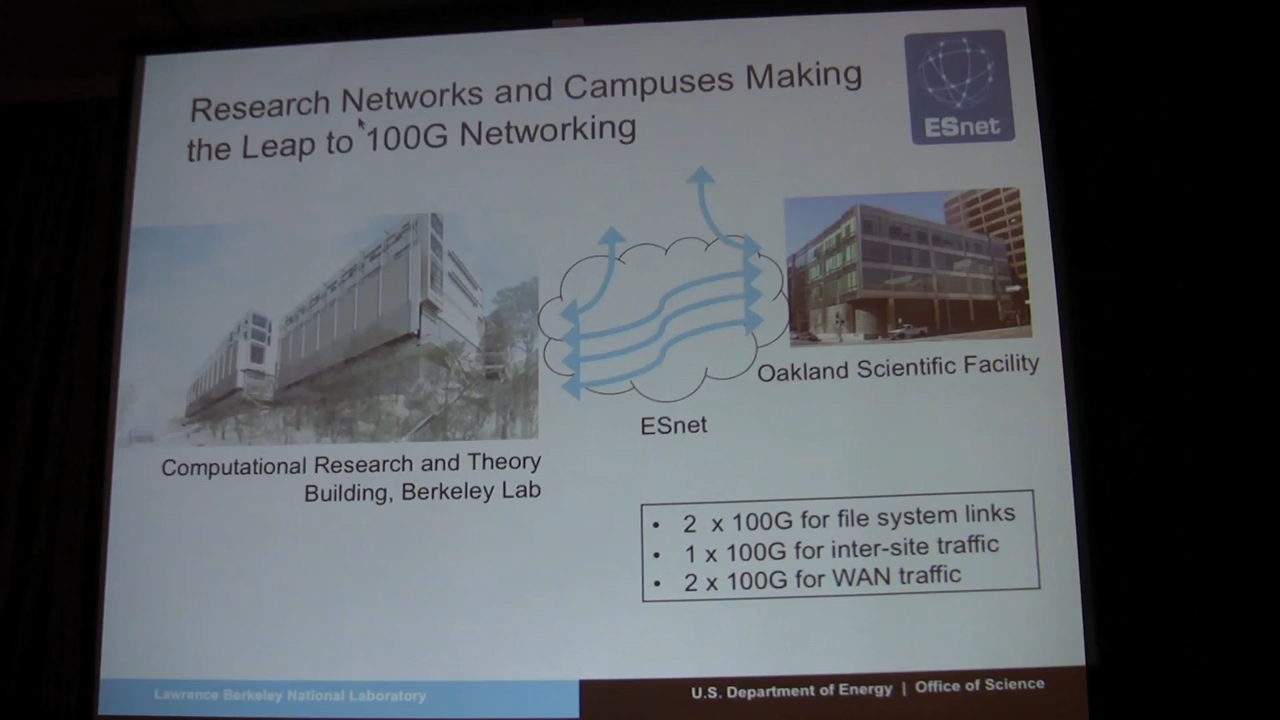 Research Networks and Campuses Making
the Leap to 100G Networking
ESnet
Oakland Scientific Facility
ESnet
Computational Research and Theory
Building, Berkeley Lab
• 2 x 100G for file system links
• 1 x 100G for inter-site traffic
• 2 x 100G for WAN traffic
Lawrence Berkeley National Laboratory
U.S. Department of Energy | Office of Science